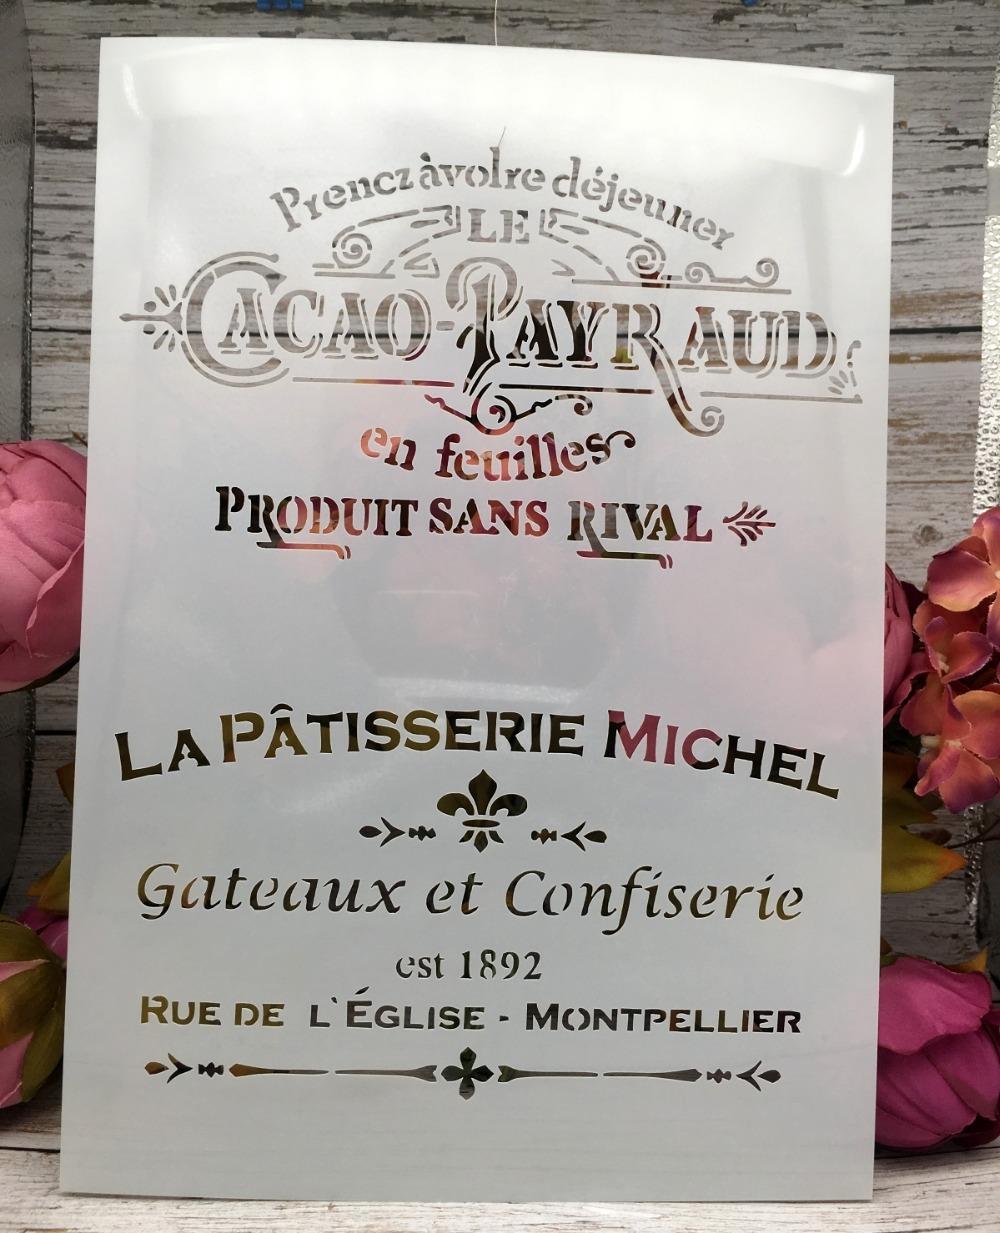 Prencz àvolre déjeuner
LE
CACAO-PAYRAUD
en feuilles
PRODUIT SANS RIVAL
LA PÂTISSERIE MICHEL
Gateaux et Confiserie
est 1892
RUE DE L'ÉGLISE - MONTPELLIER